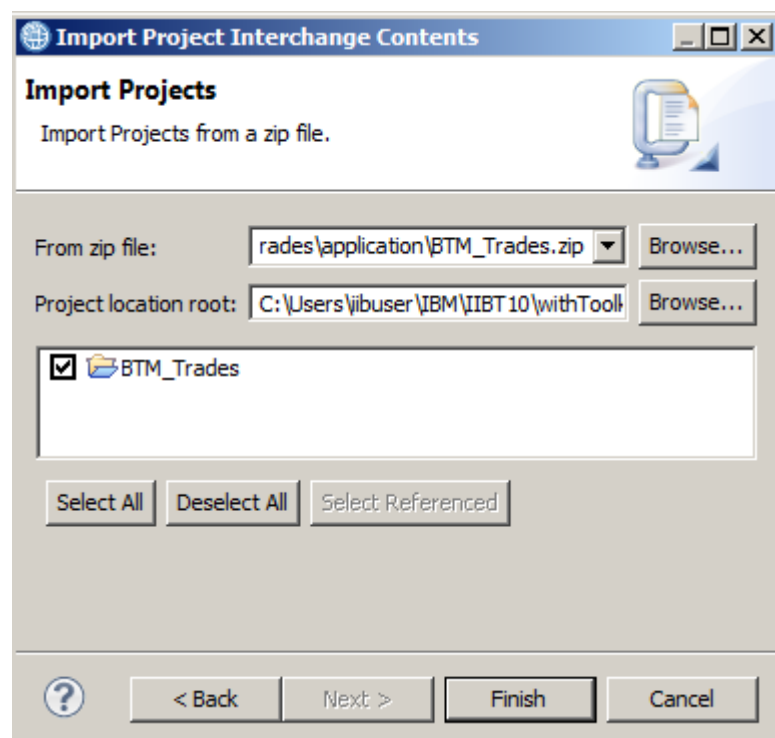 Import Project Interchange Contents
Import Projects
Import Projects from a zip file.
From zip file: rades\application\BTM_Trades.zip Browse...
Project location root: C:\Users\iibuser\IBM\IIBT10\withToolk Browse...
BTM_Trades
Select All Deselect All Select Referenced
? < Back Next > Finish Cancel